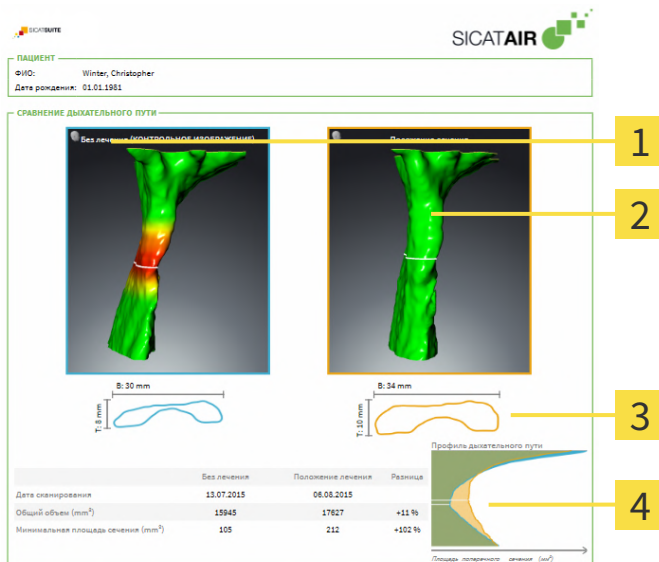 SICATSUITE
SICATAIR
ПАЦИЕНТ
ФИО: Winter, Christopher
Дата рождения: 01.01.1981
СРАВНЕНИЕ ДЫХАТЕЛЬНОГО ПУТИ
Без лечения (КОНТРОЛЬНОЕ ИЗОБРАЖЕНИЕ)
Положение лечения
1
2
В: 30 mm
Т: 8 mm
В: 34 mm
Т: 10 mm
3
Профиль дыхательного пути
Без лечения Положение лечения Разница
Дата сканирования 13.07.2015 06.08.2015
Общий объем (mm³) 15945 17627 +11 %
Минимальная площадь сечения (mm²) 105 212 +102 %
4
Площадь поперечного сечения (мм²)